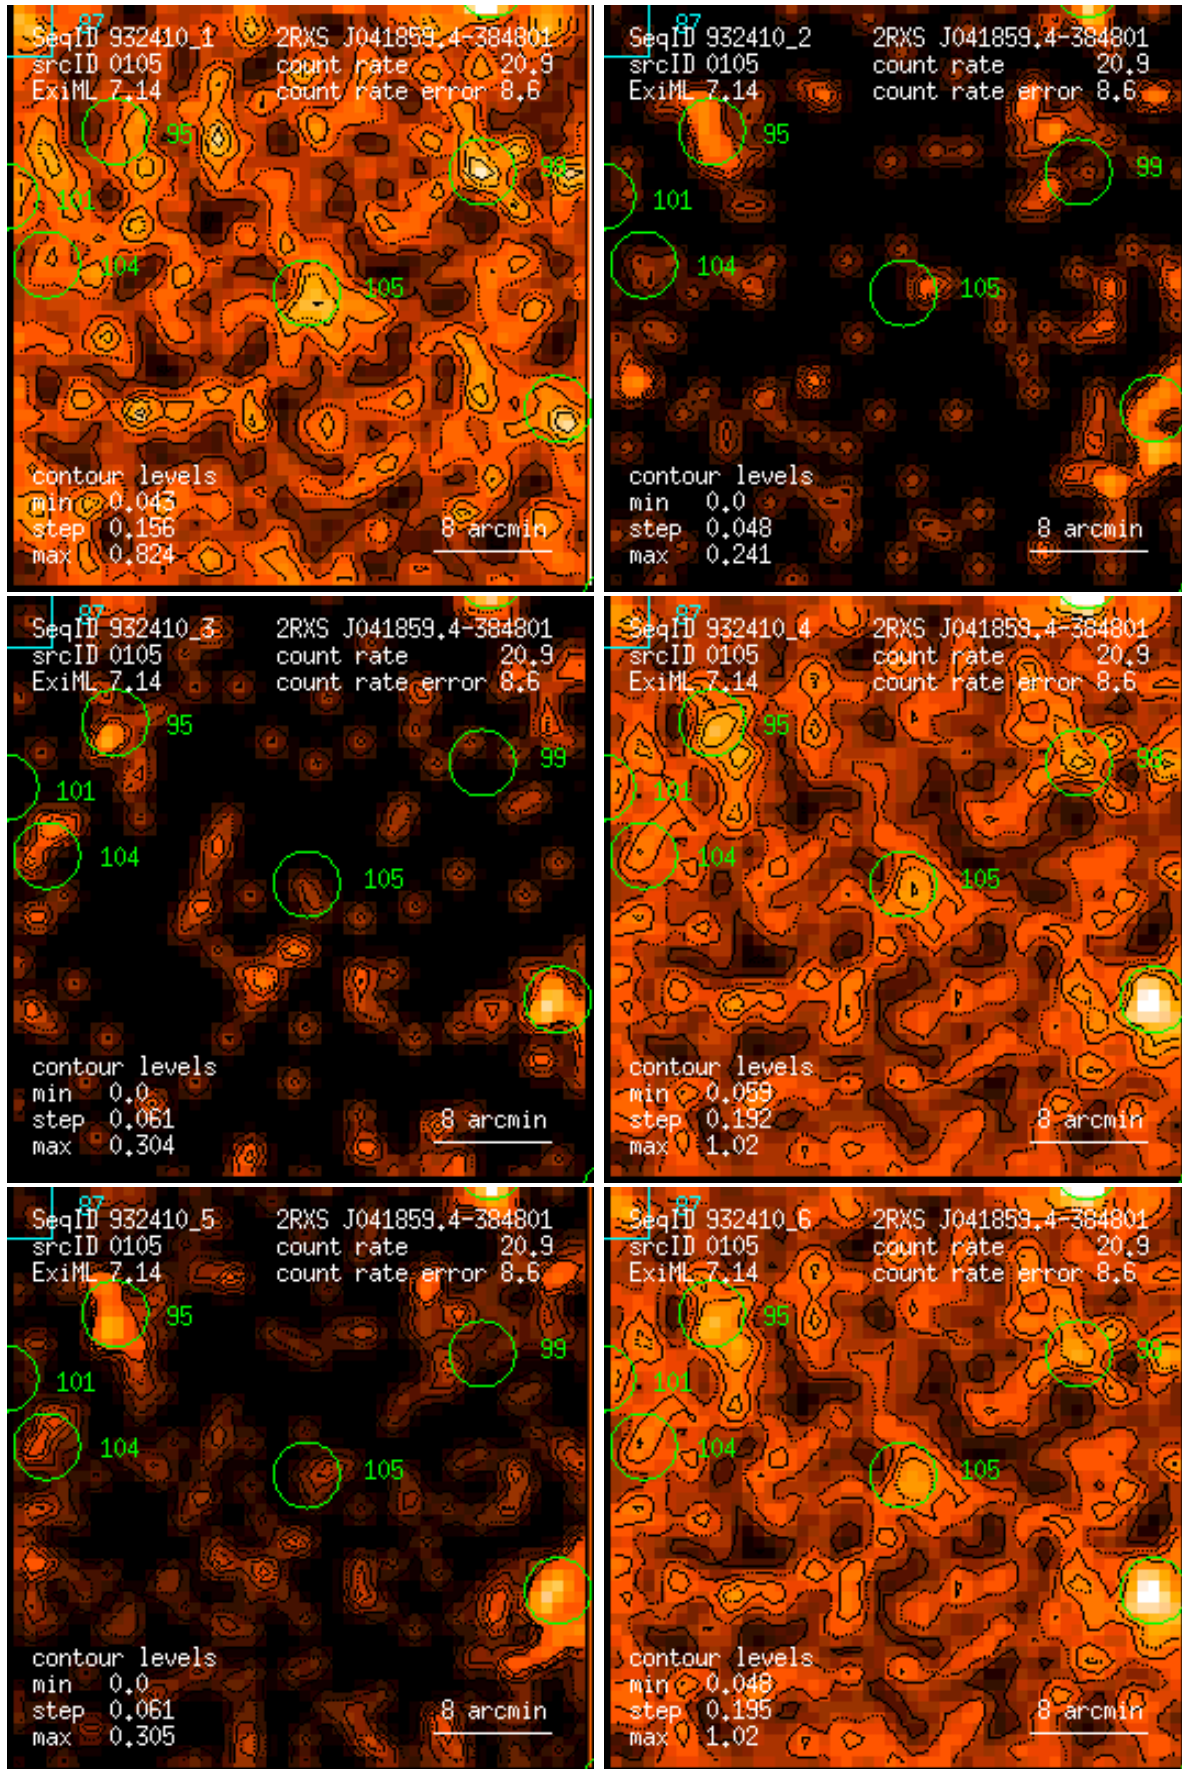 87
SeqID 932410_1 2RXS J041859.4-384801
srcID 0105 count rate 20.9
ExiML 7.14 count rate error 8.6
95
99
101
104
105
contour levels
min 0.043
step 0.156 8 arcmin
max 0.824
87
SeqID 932410_2 2RXS J041859.4-384801
srcID 0105 count rate 20.9
ExiML 7.14 count rate error 8.6
95
99
101
104
105
contour levels
min 0.0
step 0.048 8 arcmin
max 0.241
87
SeqID 932410_3 2RXS J041859.4-384801
srcID 0105 count rate 20.9
ExiML 7.14 count rate error 8.6
95
99
101
104
105
contour levels
min 0.0
step 0.061 8 arcmin
max 0.304
87
SeqID 932410_4 2RXS J041859.4-384801
srcID 0105 count rate 20.9
ExiML 7.14 count rate error 8.6
95
99
101
104
105
contour levels
min 0.059
step 0.192 8 arcmin
max 1.02
87
SeqID 932410_5 2RXS J041859.4-384801
srcID 0105 count rate 20.9
ExiML 7.14 count rate error 8.6
95
99
101
104
105
contour levels
min 0.0
step 0.061 8 arcmin
max 0.305
87
SeqID 932410_6 2RXS J041859.4-384801
srcID 0105 count rate 20.9
ExiML 7.14 count rate error 8.6
95
99
101
104
105
contour levels
min 0.048
step 0.195 8 arcmin
max 1.02